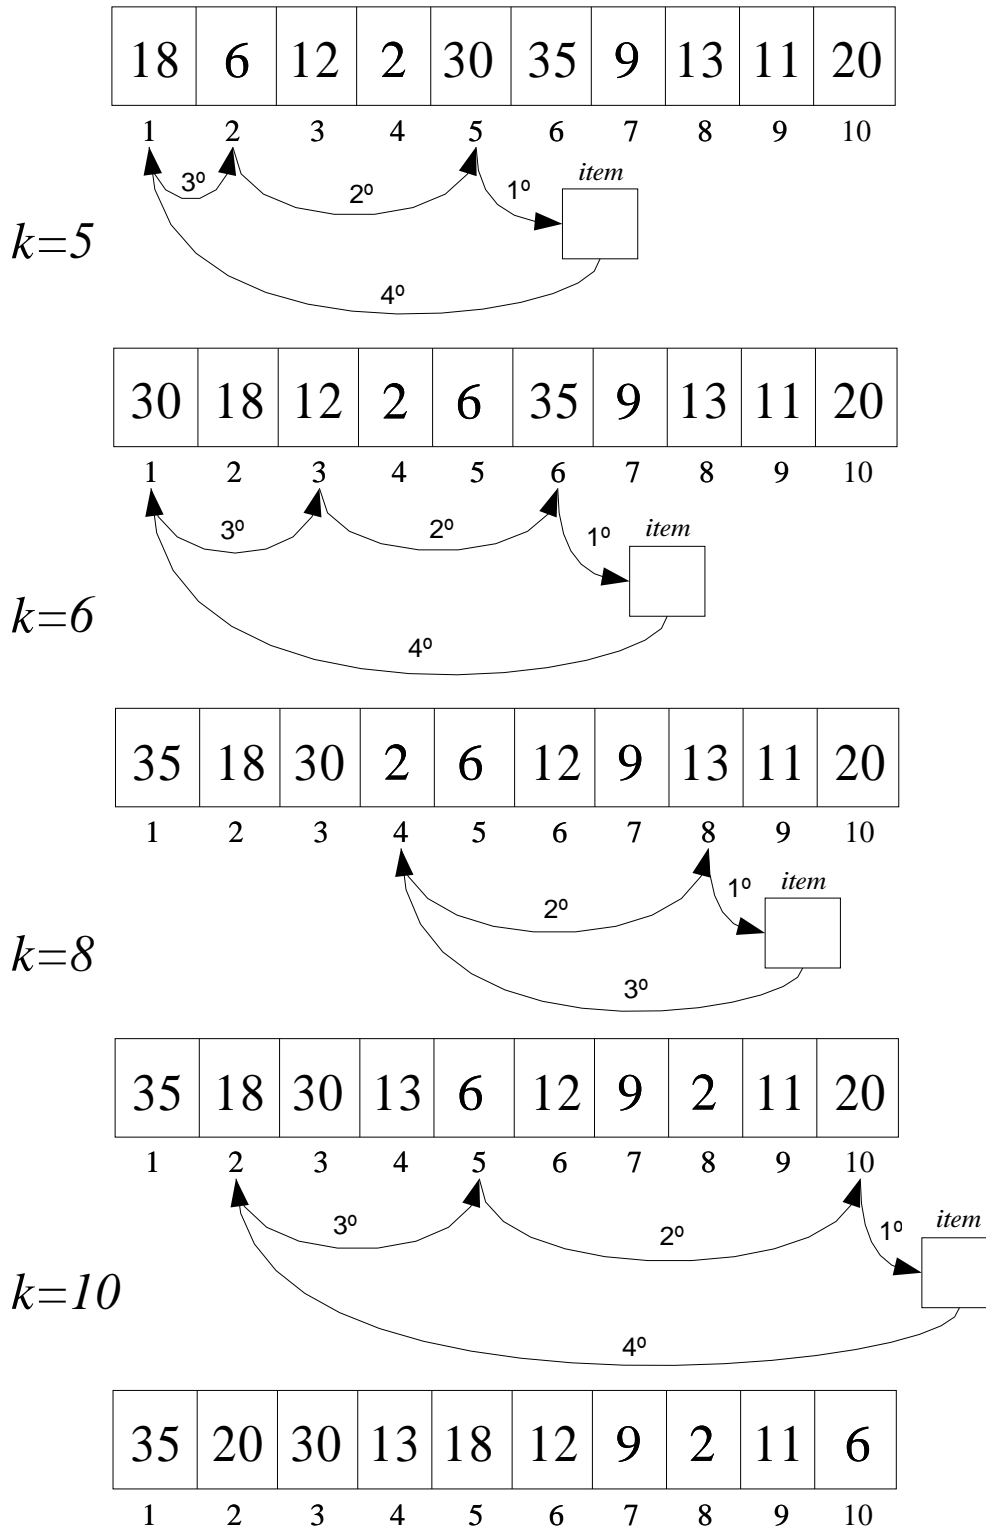 18 6 12 2 30 35 9 13 11 20
1 2 3 4 5 6 7 8 9 10
item
3º 2º 1º
k=5
4º
30 18 12 2 6 35 9 13 11 20
1 2 3 4 5 6 7 8 9 10
item
3º 2º 1º
k=6
4º
35 18 30 2 6 12 9 13 11 20
1 2 3 4 5 6 7 8 9 10
1º item
2º
k=8
3º
35 18 30 13 6 12 9 2 11 20
1 2 3 4 5 6 7 8 9 10
item
3º 2º 1º
k=10
4º
35 20 30 13 18 12 9 2 11 6
1 2 3 4 5 6 7 8 9 10